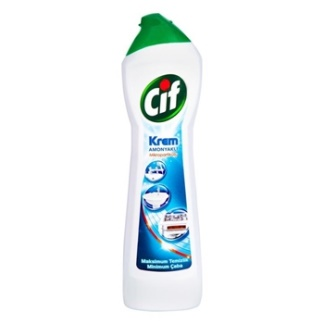 Cif
Krem
AMONYAKLI
Maksimum Temizlik
Minimum Çaba